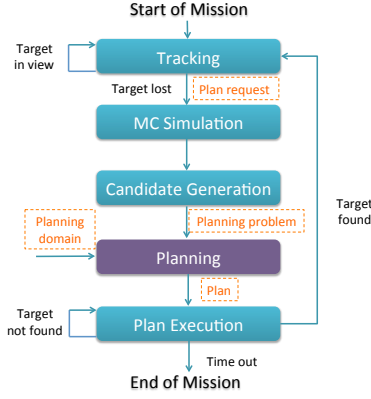 Start of Mission
Target
in view
Tracking
Target lost
Plan request
MC Simulation
Candidate Generation
Target
found
Planning
domain
Planning problem
Planning
Plan
Target
not found
Plan Execution
Time out
End of Mission